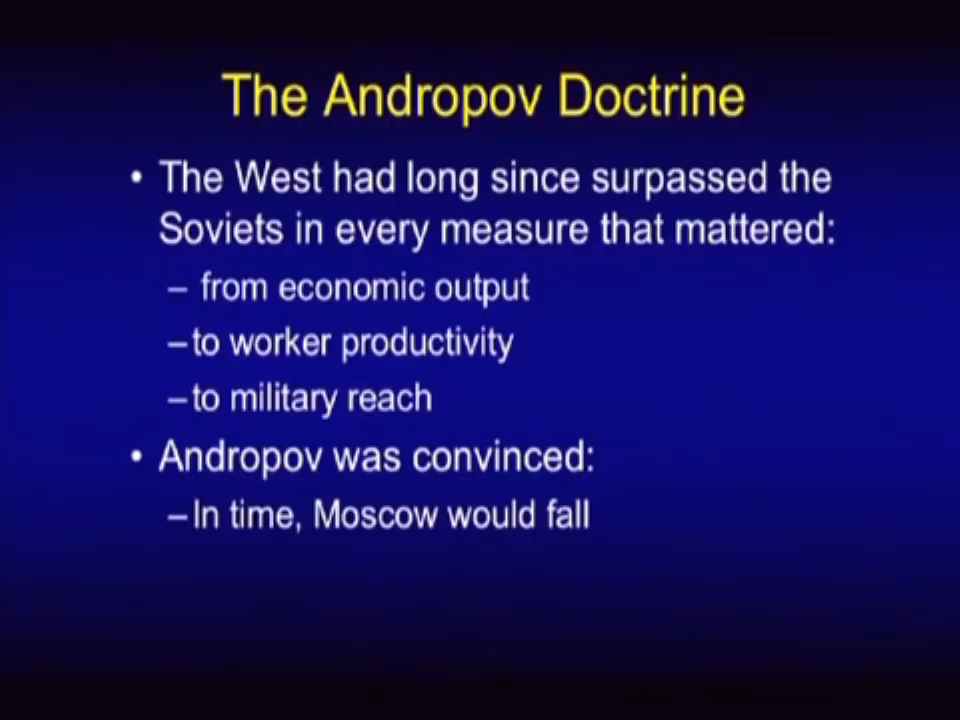 The Andropov Doctrine
• The West had long since surpassed the
Soviets in every measure that mattered:
– from economic output
–to worker productivity
–to military reach
• Andropov was convinced:
–In time, Moscow would fall